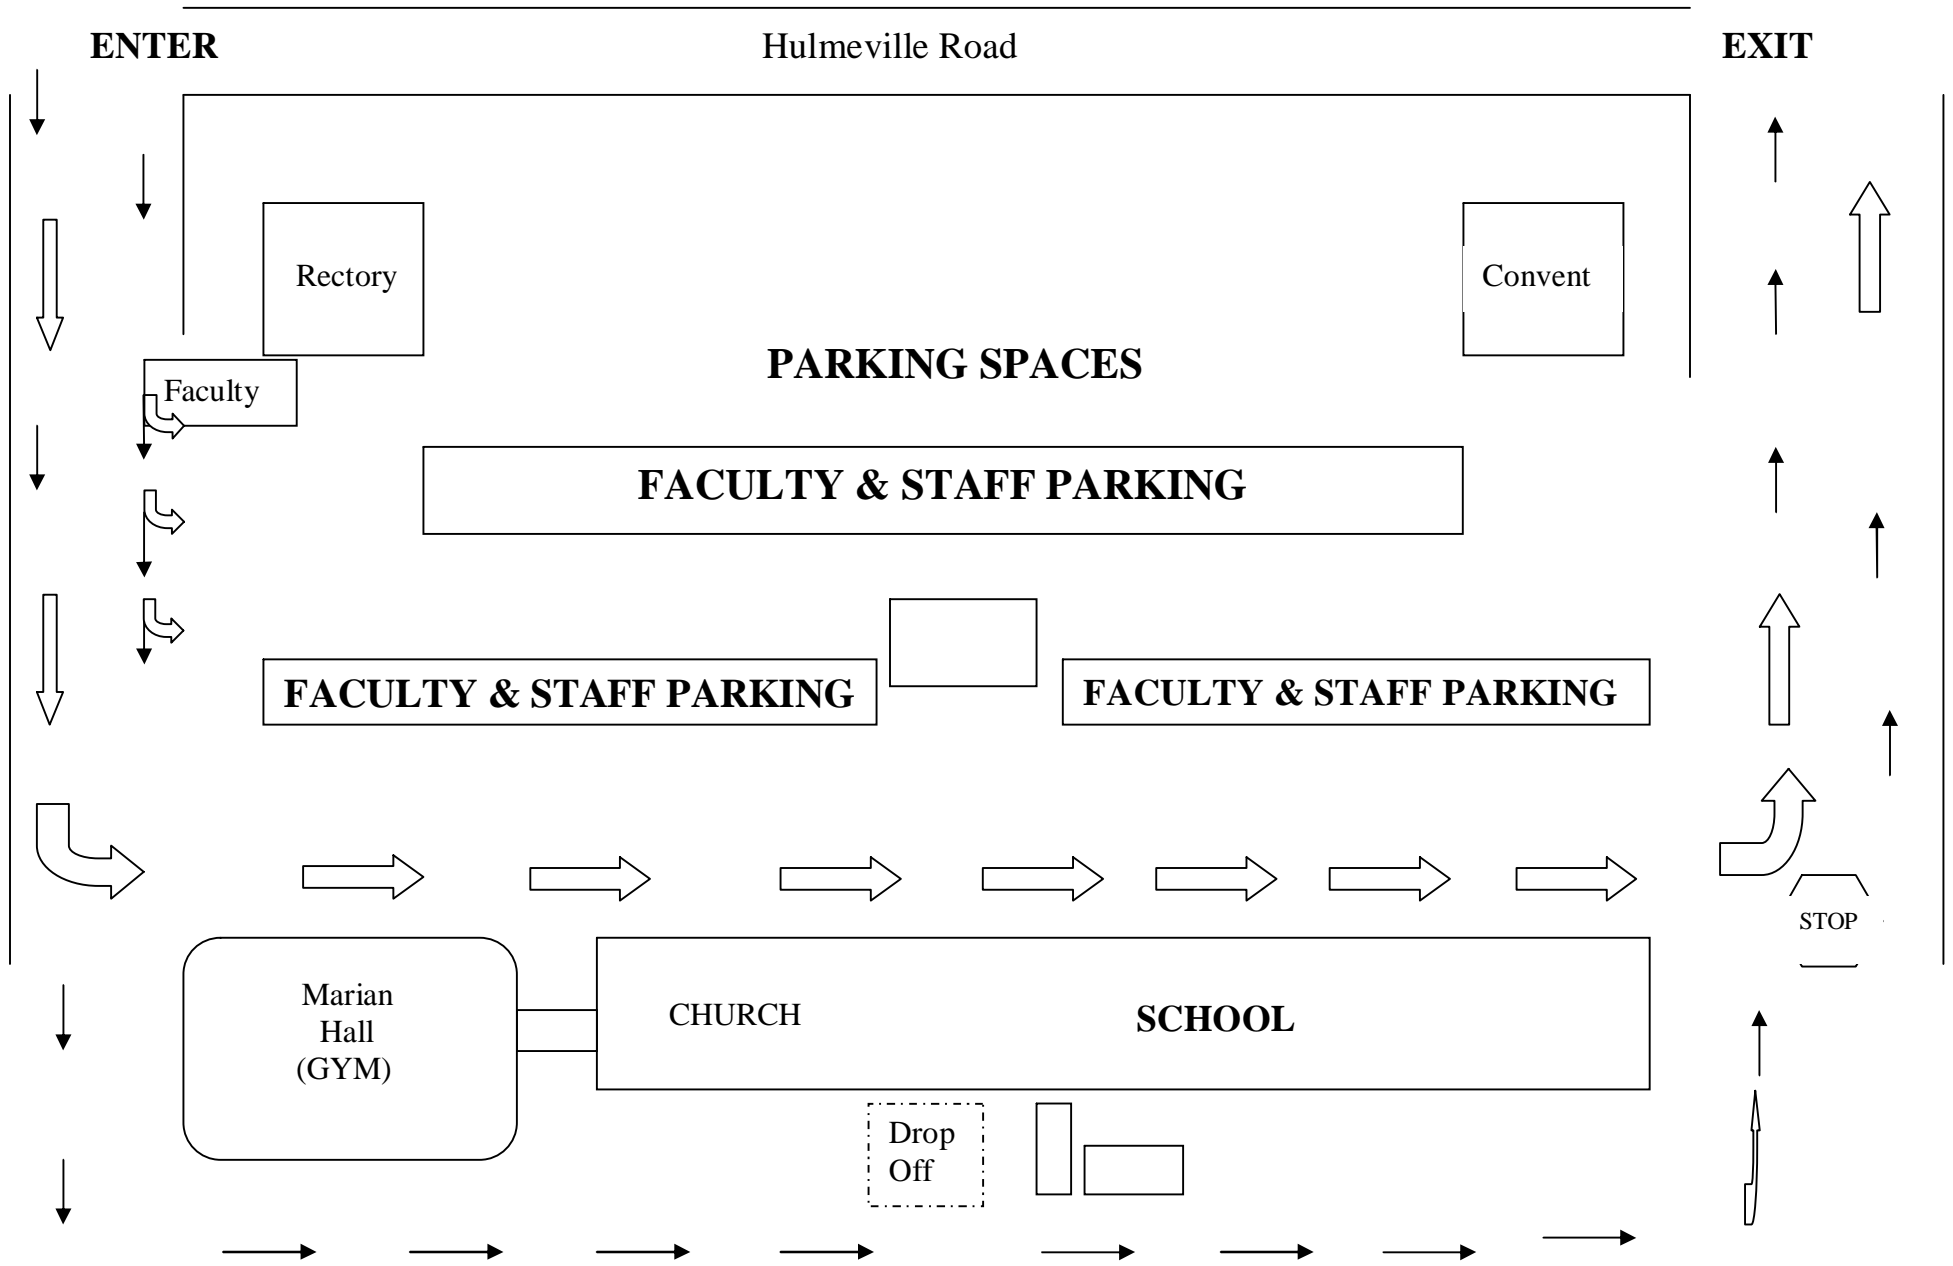 ENTER
Hulmeville Road
EXIT
Rectory
Convent
PARKING SPACES
Faculty
FACULTY & STAFF PARKING
FACULTY & STAFF PARKING
FACULTY & STAFF PARKING
STOP
Marian
Hall
(GYM)
CHURCH
SCHOOL
Drop
Off